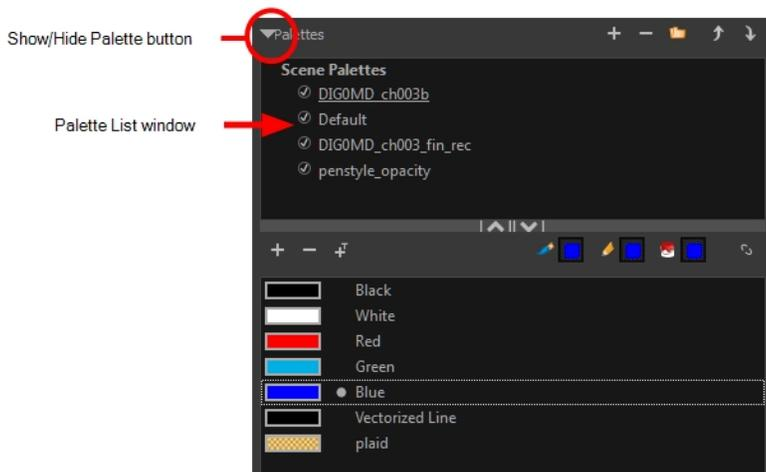 Show/Hide Palette button
Palettes
Scene Palettes
DIG0MD_ch003b
Palette List window
Default
DIG0MD_ch003_fin_rec
penstyle_opacity
Black
White
Red
Green
Blue
Vectorized Line
plaid